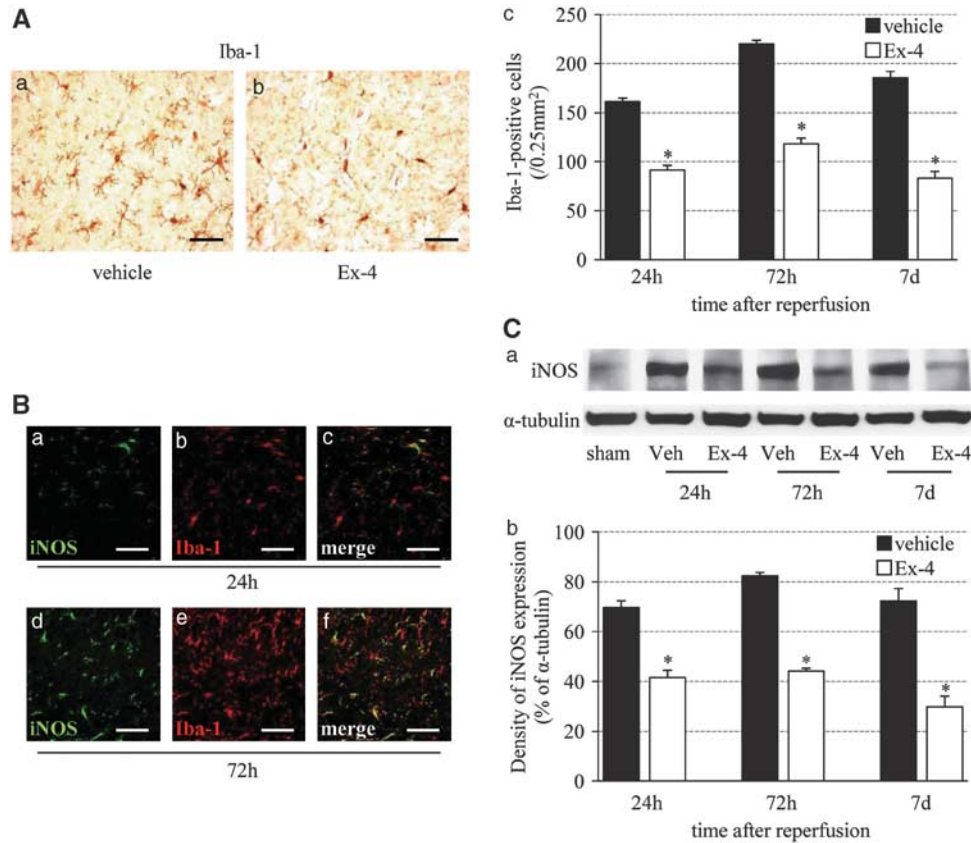 A
Iba-1
a
b
vehicle
Ex-4
c
Iba-1-positive cells
(/0.25mm²)
250
200
150
100
50
0
vehicle
Ex-4
*
*
*
24h
72h
7d
time after reperfusion
B
a
b
c
iNOS
Iba-1
merge
24h
d
e
f
iNOS
Iba-1
merge
72h
C
a
iNOS
α-tubulin
sham
Veh
Ex-4
Veh
Ex-4
Veh
Ex-4
24h
72h
7d
b
Density of iNOS expression
(% of α-tubulin)
100
80
60
40
20
0
vehicle
Ex-4
*
*
*
24h
72h
7d
time after reperfusion